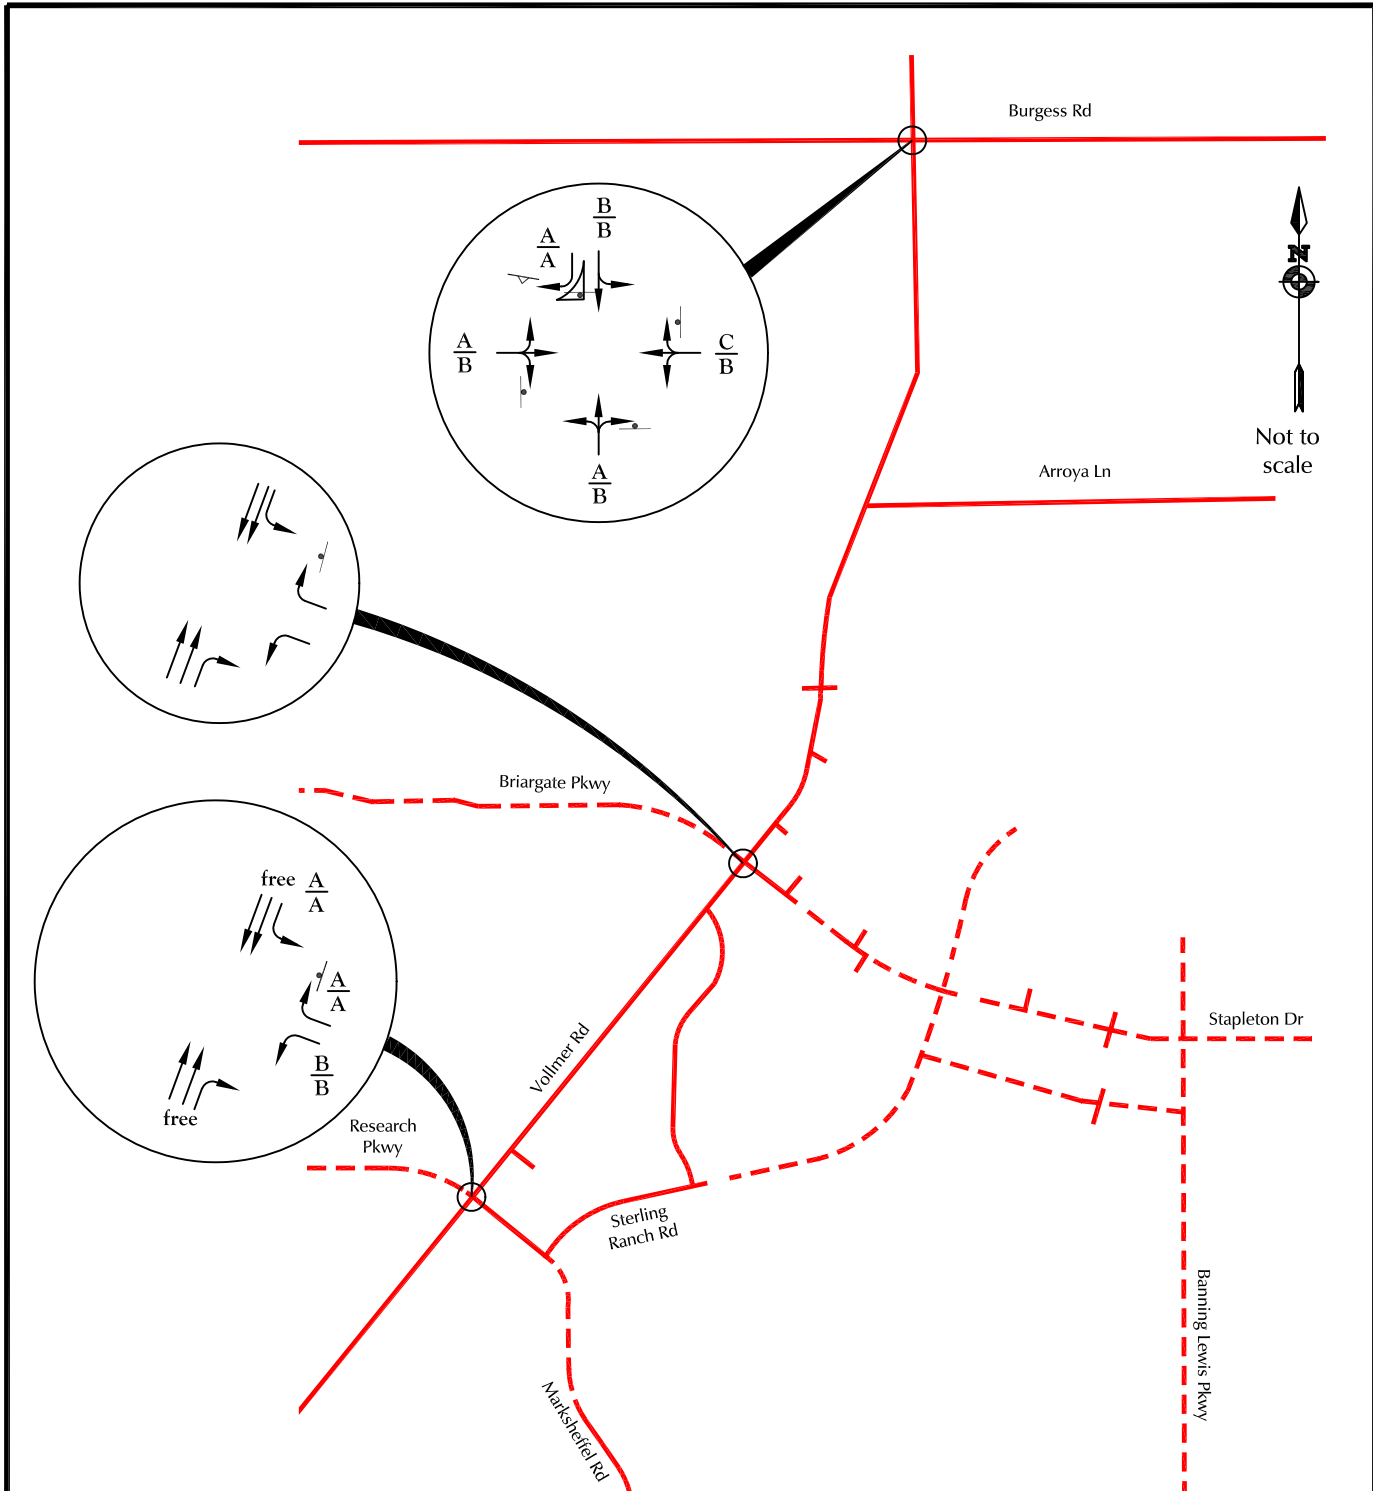 Burgess Rd
B
B
A
A
A
B
C
B
A
B
N
Not to
scale
Arroya Ln
Briargate Pkwy
free
A
A
A
A
B
B
free
Research
Pkwy
Vollmer Rd
Stapleton Dr
Sterling
Ranch Rd
Banning Lewis Pkwy
Marksheffel Rd